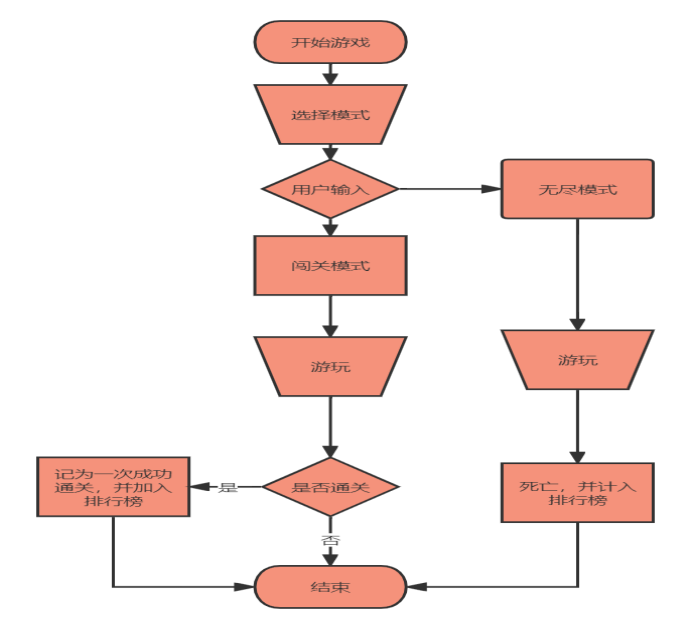 开始游戏
选择模式
用户输入
无尽模式
闯关模式
游玩
游玩
记为一次成功
通关，并加入
排行榜
是
是否通关
死亡，并计入
排行榜
否
结束